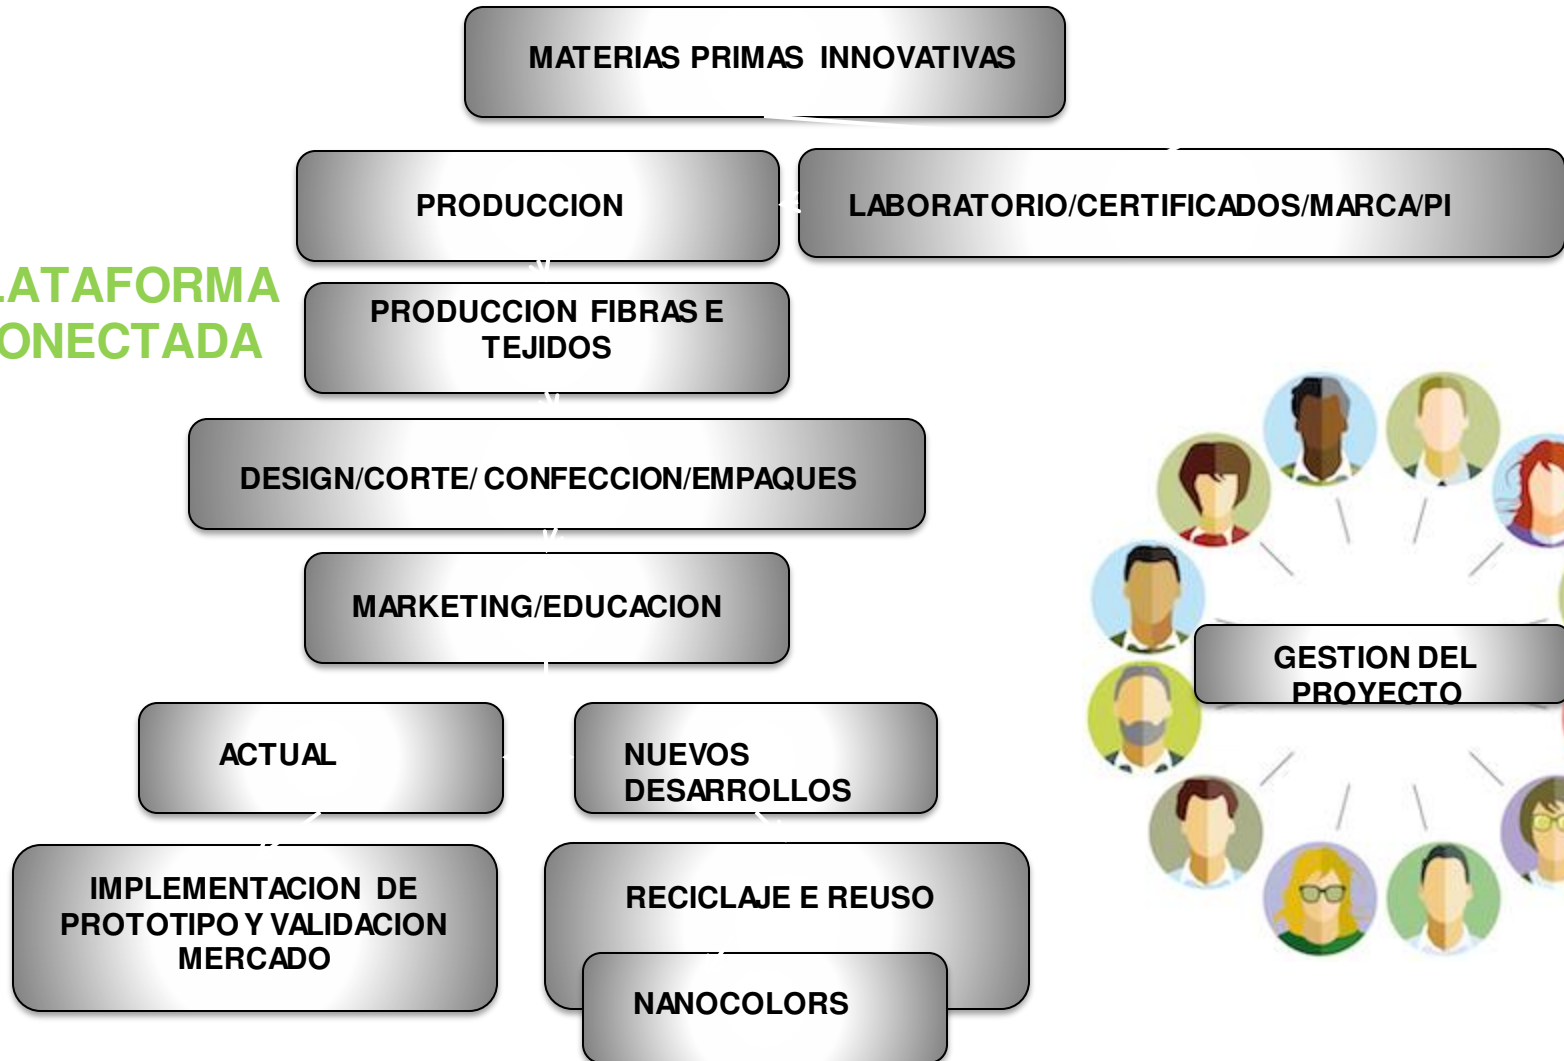 MATERIAS PRIMAS INNOVATIVAS
PRODUCCION
LABORATORIO/CERTIFICADOS/MARCA/PI
LATAFORMA
ONECTADA
PRODUCCION FIBRAS E
TEJIDOS
DESIGN/CORTE/ CONFECCION/EMPAQUES
MARKETING/EDUCACION
GESTION DEL
PROYECTO
ACTUAL
NUEVOS
DESARROLLOS
IMPLEMENTACION DE
PROTOTIPO Y VALIDACION
MERCADO
RECICLAJE E REUSO
NANOCOLORS